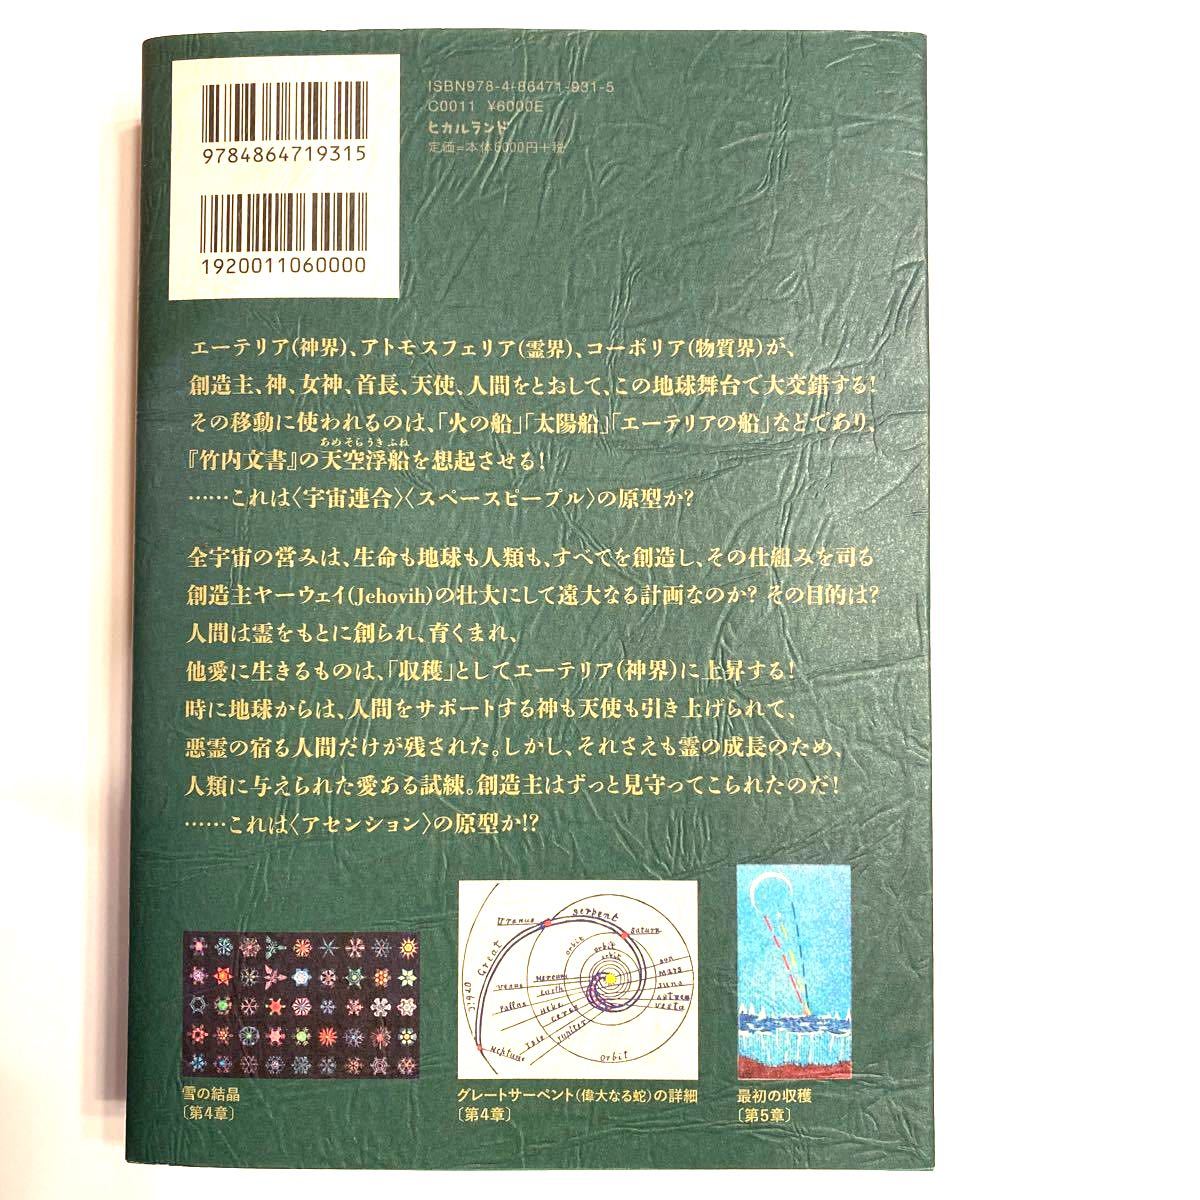 ISBN978-4-86471-931-5
C0011 ¥6000E
ヒカルランド
定価=本体6000円+税
9784864719315
1920011060000
エーテリア(神界)、アトモスフェリア(霊界)、コーポリア(物質界)が、
創造主、神、女神、首長、天使、人間をとおして、この地球舞台で大交錯する!
その移動に使われるのは、「火の船」「太陽船」「エーテリアの船」などであり、
あめそらうきふね
『竹内文書』の天空浮船を想起させる!
……これは〈宇宙連合〉〈スペースピープル〉の原型か?
全宇宙の営みは、生命も地球も人類も、すべてを創造し、その仕組みを司る
創造主ヤーウェイ(Jehovih)の壮大にして遠大なる計画なのか? その目的は?
人間は霊をもとに創られ、育くまれ、
他愛に生きるものは、「収穫」としてエーテリア(神界)に上昇する!
時に地球からは、人間をサポートする神も天使も引き上げられて、
悪霊の宿る人間だけが残された。しかし、それさえも霊の成長のため、
人類に与えられた愛ある試練。創造主はずっと見守ってこられたのだ!
……これは〈アセンション〉の原型か!?
Uranus
serpent
saturn
Great
orbit
orbit
orbit
orbit
son
mars
venus
earth
pallas
ceres
vesta
jupiter
neptune
orbit
雪の結晶
〔第4章〕
グレートサーペント(偉大なる蛇)の詳細
〔第4章〕
最初の収穫
〔第5章〕